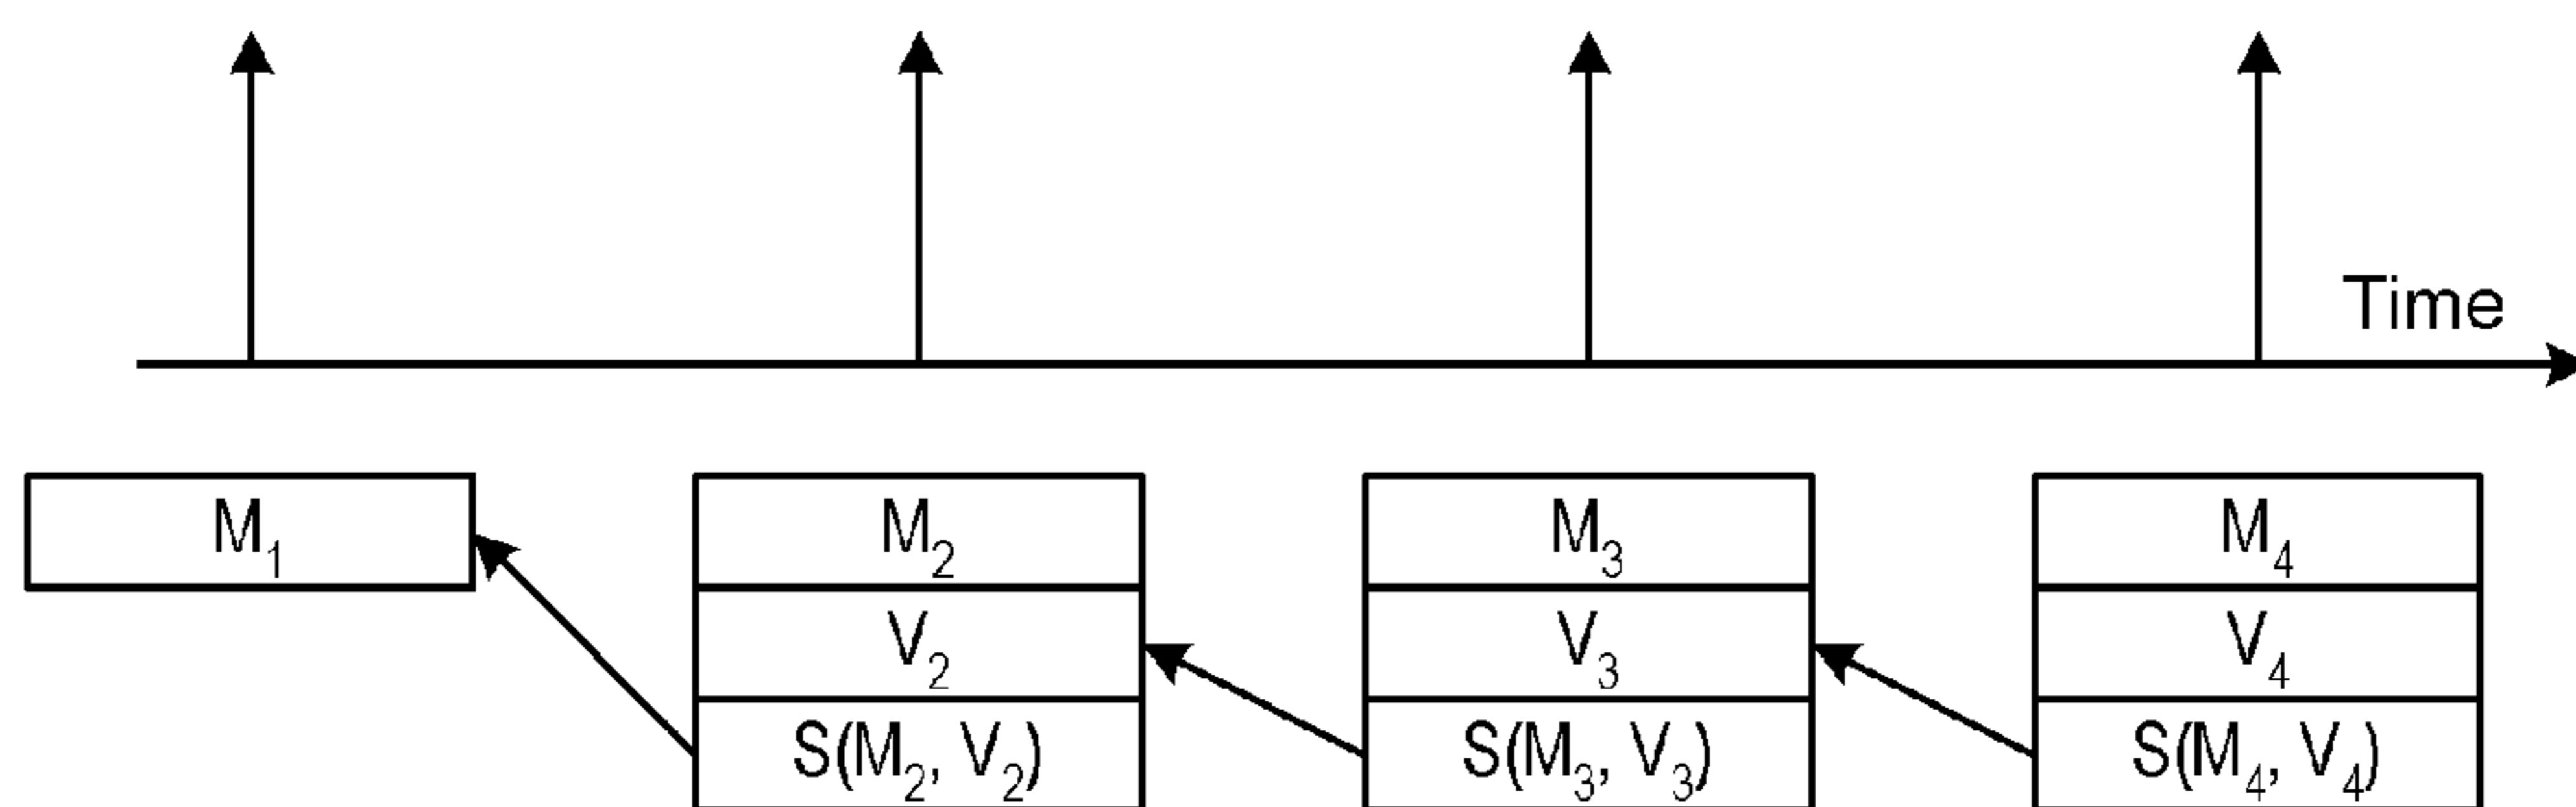 Time
M₁ M₂ M₃ M₄
V₂ V₃ V₄
S(M₂, V₂) S(M₃, V₃) S(M₄, V₄)